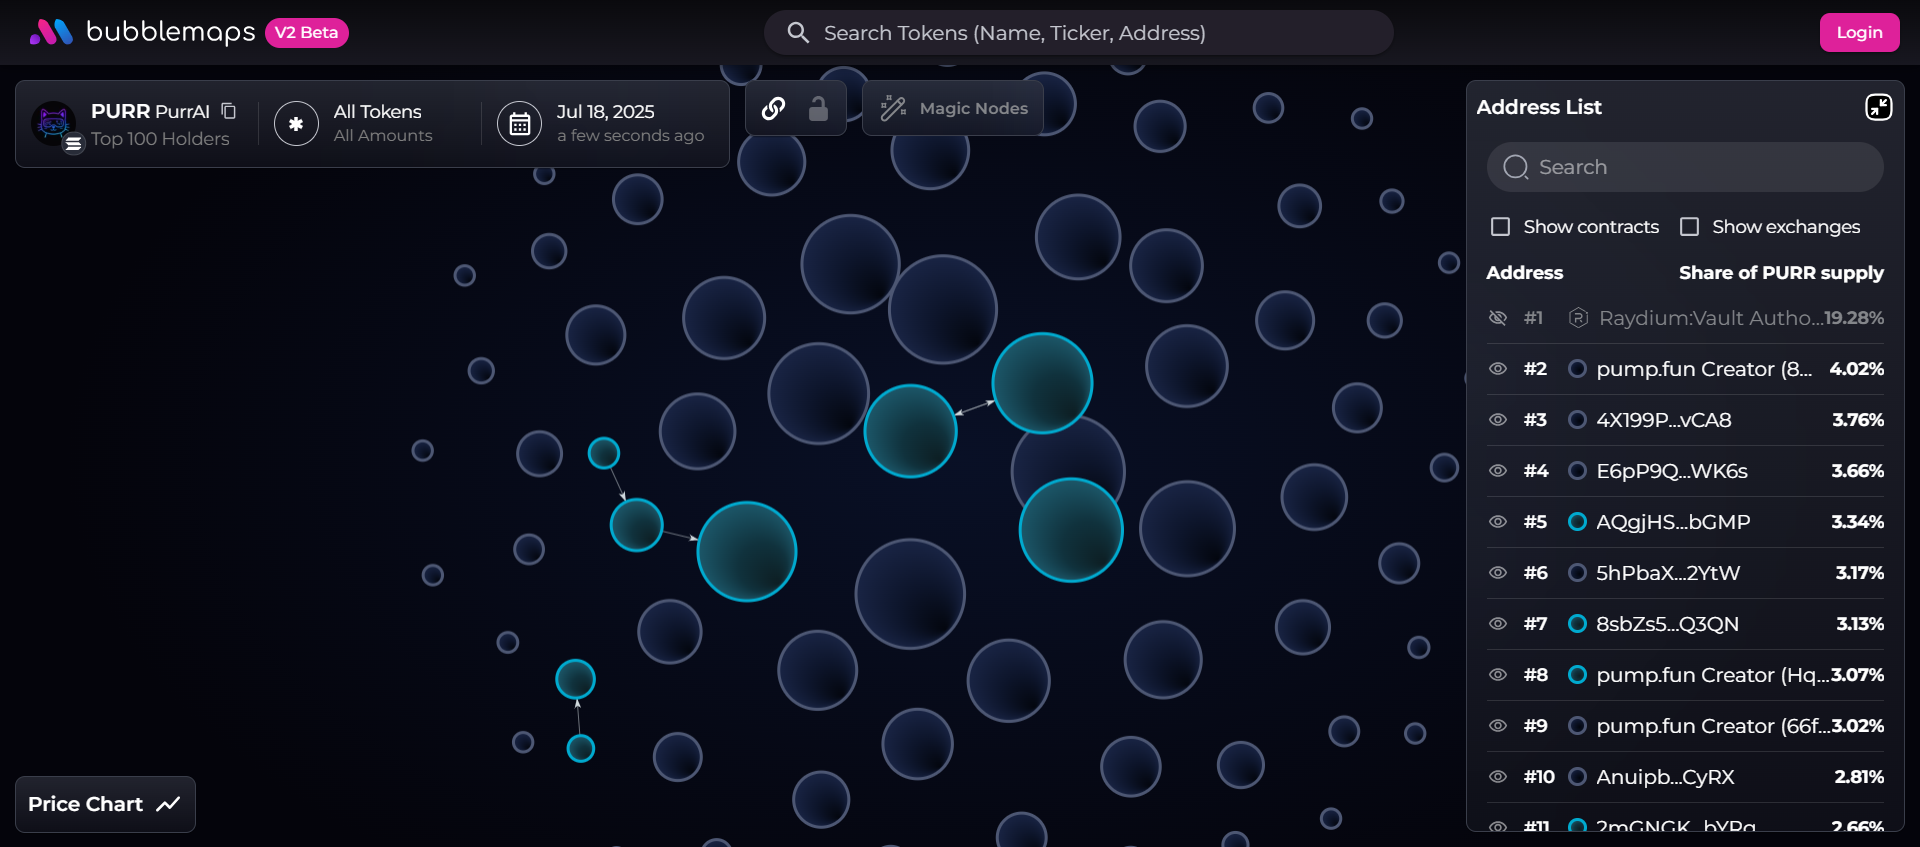 bubblemaps V2 Beta
Search Tokens (Name, Ticker, Address)
Login
PURR PurrAI
Top 100 Holders
All Tokens
All Amounts
Jul 18, 2025
a few seconds ago
Magic Nodes
Address List
Search
Show contracts Show exchanges
Address Share of PURR supply
#1 Raydium:Vault Autho... 19.28%
#2 pump.fun Creator (8... 4.02%
#3 4X199P...vCA8 3.76%
#4 E6pP9Q...WK6s 3.66%
#5 AQgjHS...bGMP 3.34%
#6 5hPbaX...2YtW 3.17%
#7 8sbZs5...Q3QN 3.13%
#8 pump.fun Creator (Hq... 3.07%
#9 pump.fun Creator (66f... 3.02%
#10 Anuipb...CyRX 2.81%
#11 2.66%
Price Chart